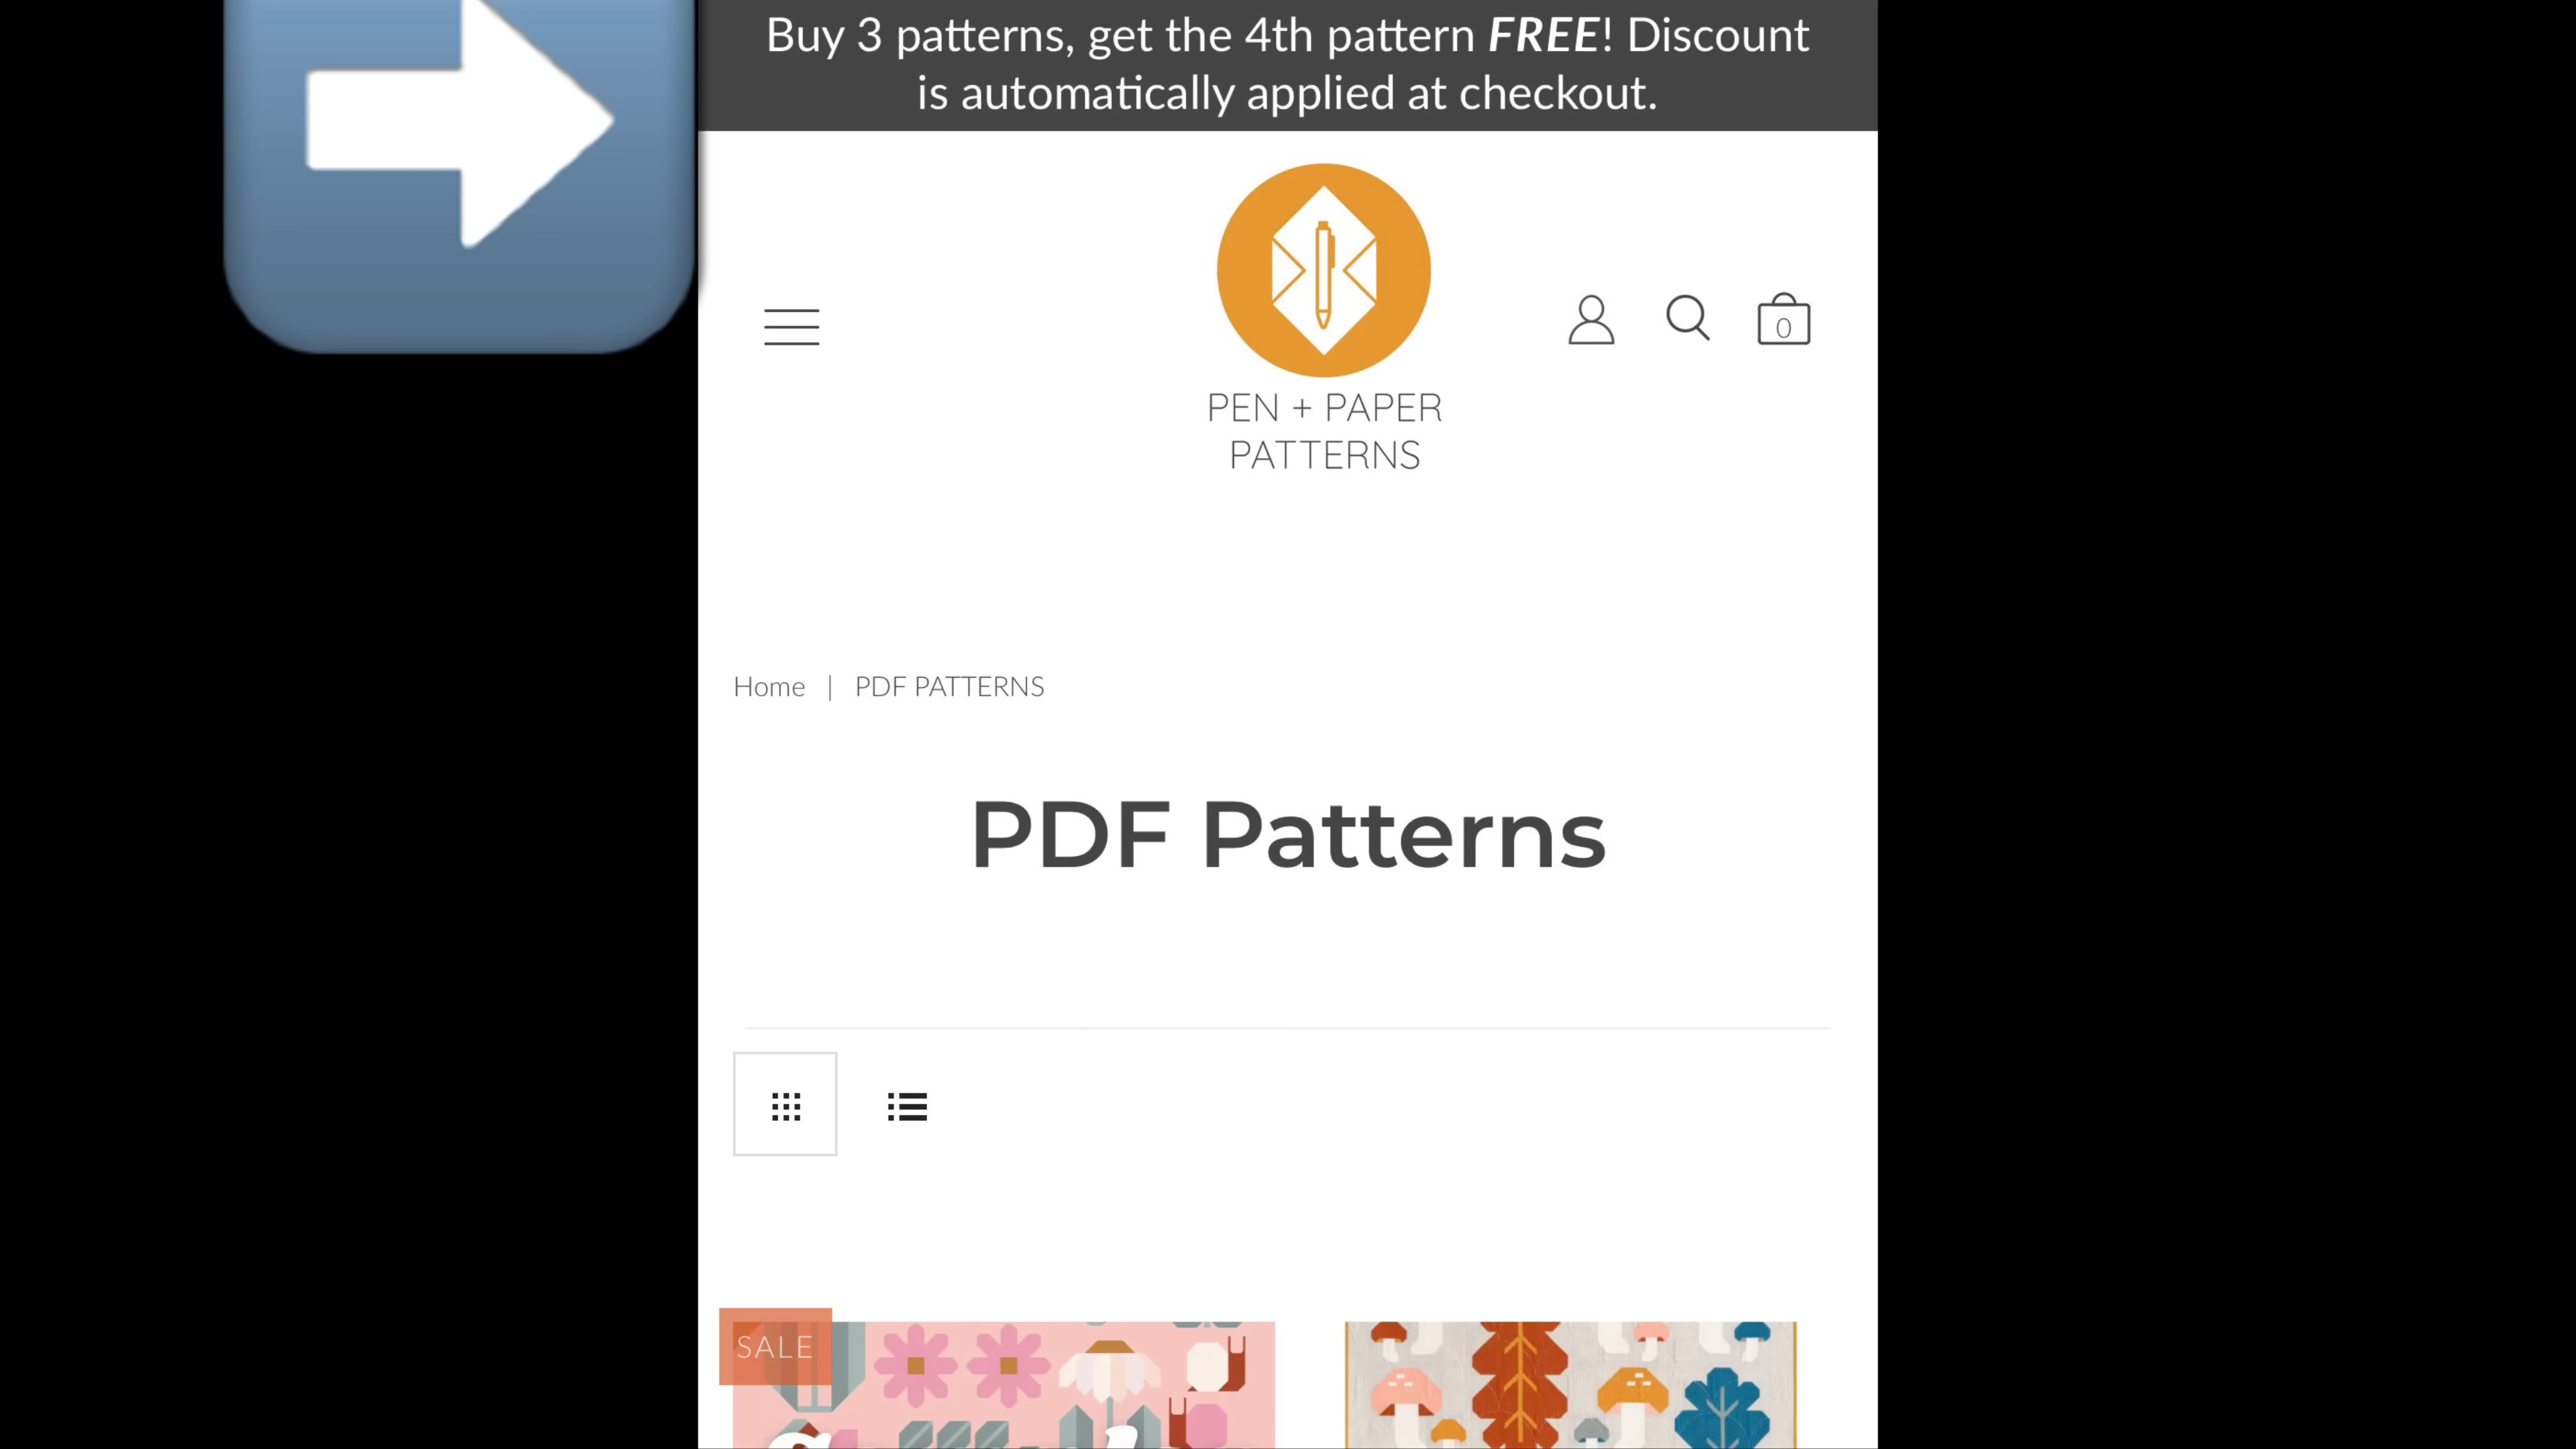 Buy 3 patterns, get the 4th pattern FREE! Discount
is automatically applied at checkout.
0
PEN + PAPER
PATTERNS
Home | PDF PATTERNS
PDF Patterns
SALE